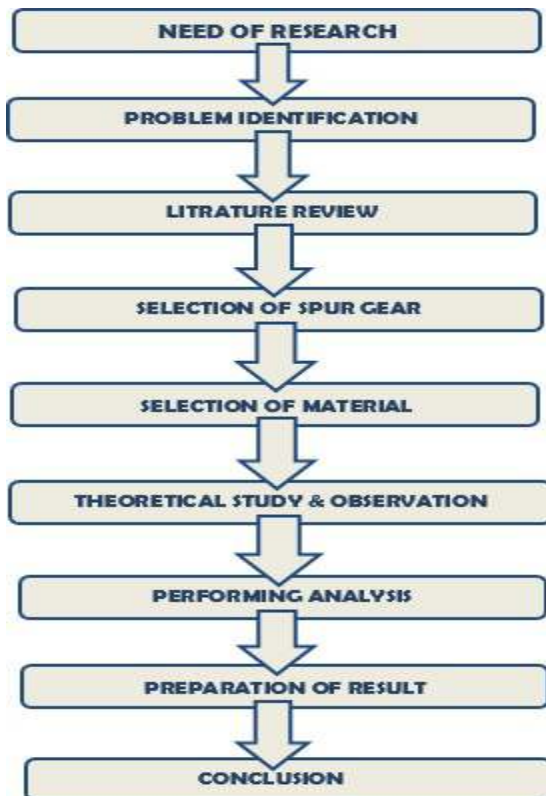 NEED OF RESEARCH
PROBLEM IDENTIFICATION
LITRATURE REVIEW
SELECTION OF SPUR GEAR
SELECTION OF MATERIAL
THEORETICAL STUDY & OBSERVATION
PERFORMING ANALYSIS
PREPARATION OF RESULT
CONCLUSION